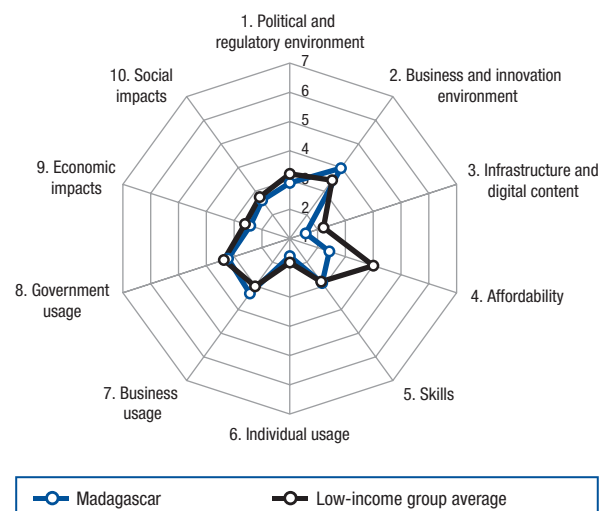 1. Political and
regulatory environment
7
10. Social
impacts
6
2. Business and innovation
environment
5
4
9. Economic
impacts
3
3. Infrastructure and
digital content
2
1
8. Government
usage
4. Affordability
7. Business
usage
5. Skills
6. Individual usage
Madagascar
Low-income group average